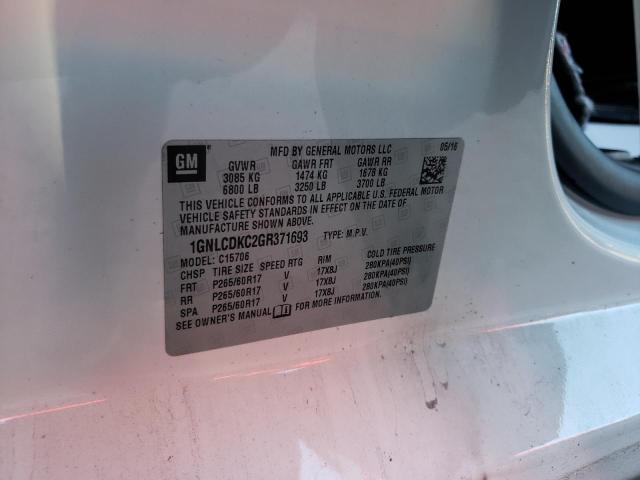 GM
MFD BY GENERAL MOTORS LLC 05/16
GVWR GAWR FRT GAWR RR
3085 KG 1474 KG 1678 KG
6800 LB 3250 LB 3700 LB
THIS VEHICLE CONFORMS TO ALL APPLICABLE U.S. FEDERAL MOTOR
VEHICLE SAFETY STANDARDS IN EFFECT ON THE DATE OF
MANUFACTURE SHOWN ABOVE.
1GNLCDKC2GR371693 TYPE: M.P.V.
MODEL: C15706
CHSP TIRE SIZE SPEED RTG RIM COLD TIRE PRESSURE
FRT P265/60R17 V 17X8J 280KPA(40PSI)
RR P265/60R17 V 17X8J 280KPA(40PSI)
SPA P265/60R17 V 17X8J 280KPA(40PSI)
SEE OWNER'S MANUAL FOR MORE INFORMATION.